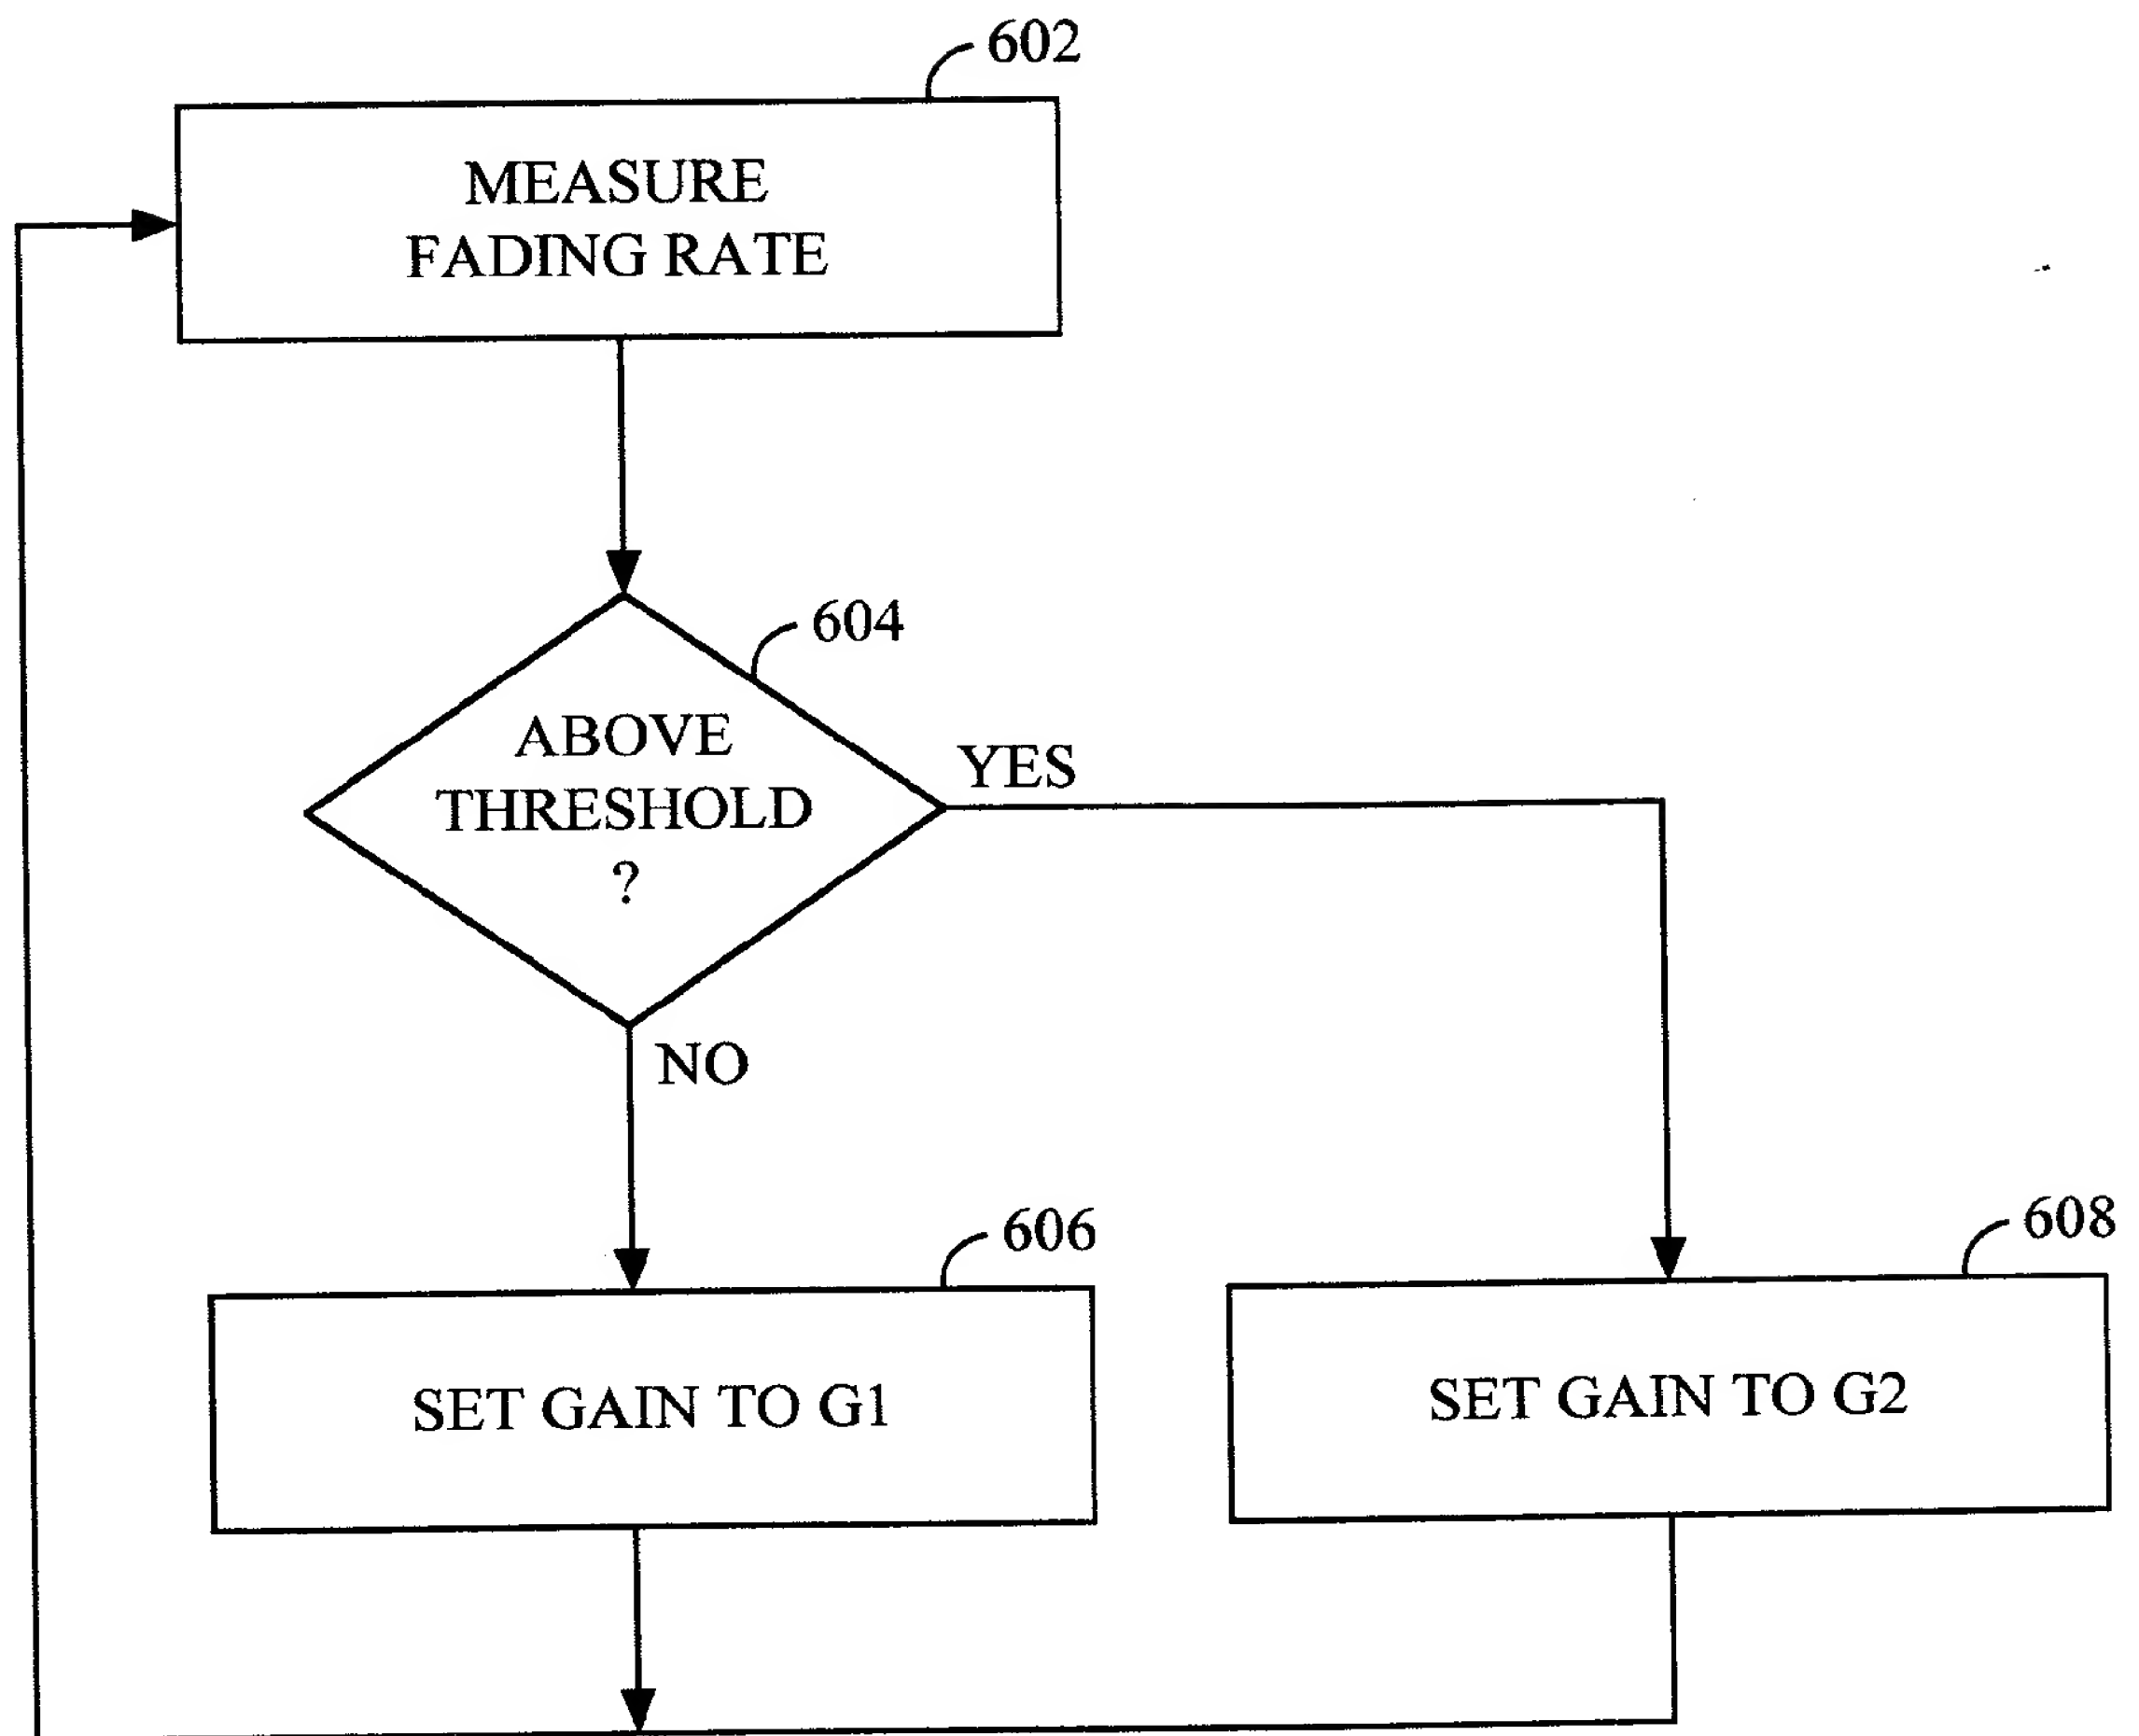 602
MEASURE
FADING RATE
604
ABOVE
THRESHOLD
?
YES
NO
606
SET GAIN TO G1
608
SET GAIN TO G2